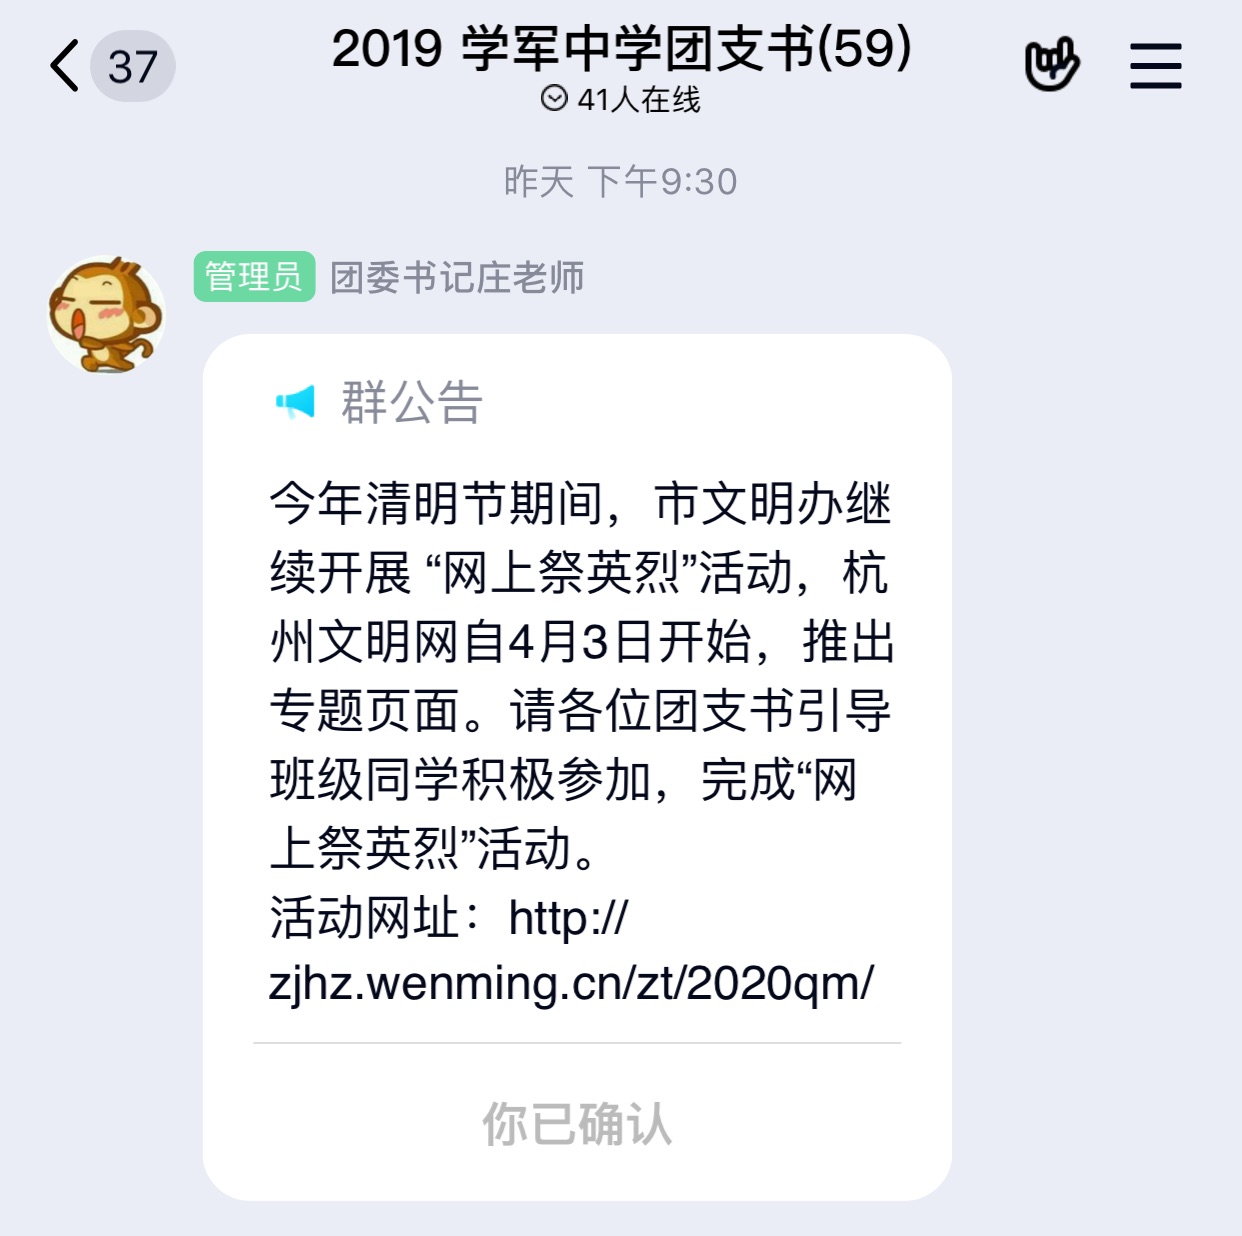 37
2019 学军中学团支书(59)
41人在线
昨天 下午9:30
管理员 团委书记庄老师
群公告
今年清明节期间，市文明办继
续开展 “网上祭英烈”活动，杭
州文明网自4月3日开始，推出
专题页面。请各位团支书引导
班级同学积极参加，完成“网
上祭英烈”活动。
活动网址：http://
zjhz.wenming.cn/zt/2020qm/
你已确认